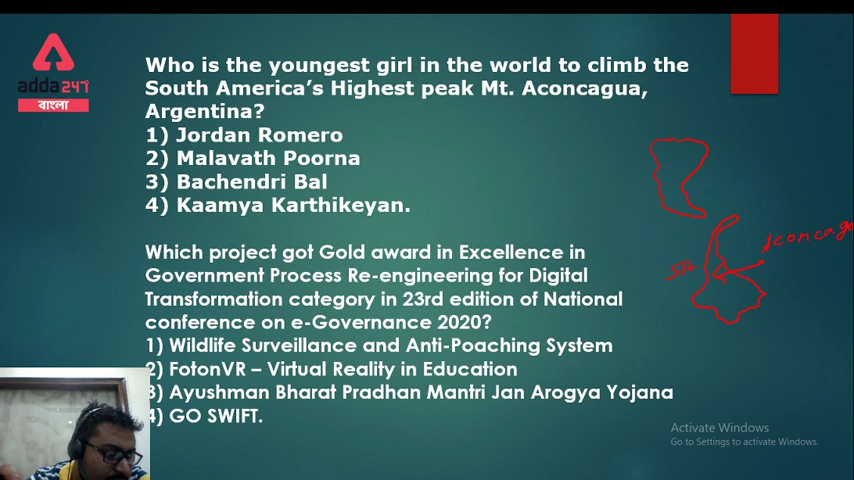 adda247
বাংলা
Who is the youngest girl in the world to climb the
South America's Highest peak Mt. Aconcagua,
Argentina?
1) Jordan Romero
2) Malavath Poorna
3) Bachendri Bal
4) Kaamya Karthikeyan.
Which project got Gold award in Excellence in
Government Process Re-engineering for Digital
Transformation category in 23rd edition of National
conference on e-Governance 2020?
1) Wildlife Surveillance and Anti-Poaching System
2) FotonVR – Virtual Reality in Education
3) Ayushman Bharat Pradhan Mantri Jan Arogya Yojana
4) GO SWIFT.
SA
Activate Windows
Go to Settings to activate Windows.